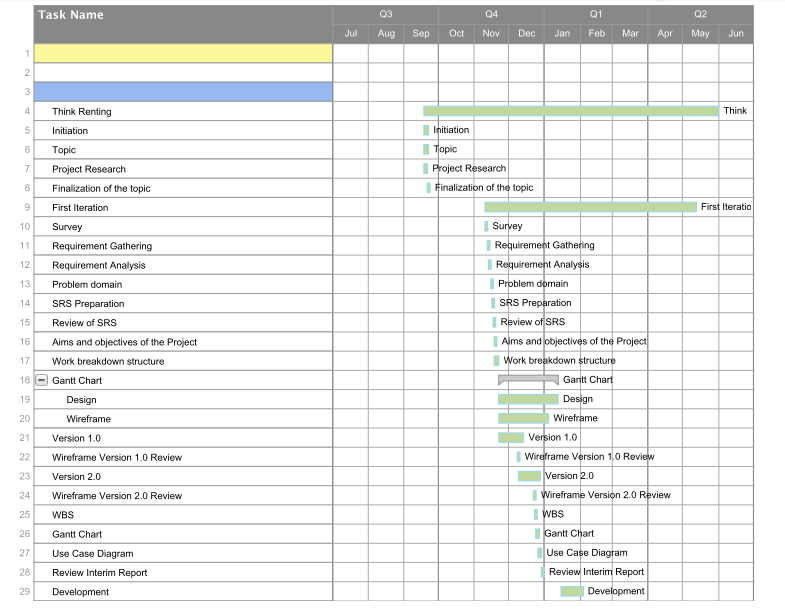 Task Name Q3 Q4 Q1 Q2
Jul Aug Sep Oct Nov Dec Jan Feb Mar Apr May Jun
1
2
3
4 Think Renting Think
5 Initiation Initiation
6 Topic Topic
7 Project Research Project Research
8 Finalization of the topic Finalization of the topic
9 First Iteration First Iteratio
10 Survey Survey
11 Requirement Gathering Requirement Gathering
12 Requirement Analysis Requirement Analysis
13 Problem domain Problem domain
14 SRS Preparation SRS Preparation
15 Review of SRS Review of SRS
16 Aims and objectives of the Project Aims and objectives of the Project
17 Work breakdown structure Work breakdown structure
18 Gantt Chart Gantt Chart
19 Design Design
20 Wireframe Wireframe
21 Version 1.0 Version 1.0
22 Wireframe Version 1.0 Review Wireframe Version 1.0 Review
23 Version 2.0 Version 2.0
24 Wireframe Version 2.0 Review Wireframe Version 2.0 Review
25 WBS WBS
26 Gantt Chart Gantt Chart
27 Use Case Diagram Use Case Diagram
28 Review Interim Report Review Interim Report
29 Development Development